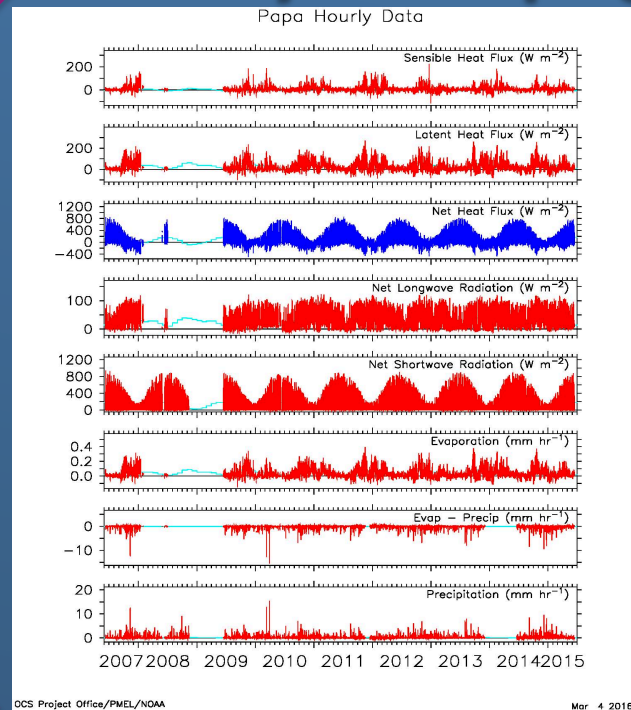 Papa Hourly Data
Sensible Heat Flux (W m⁻²)
200
0
Latent Heat Flux (W m⁻²)
200
0
Net Heat Flux (W m⁻²)
1200
800
400
0
−400
Net Longwave Radiation (W m⁻²)
100
0
Net Shortwave Radiation (W m⁻²)
1200
800
400
0
Evaporation (mm hr⁻¹)
0.4
0.2
0.0
Evap − Precip (mm hr⁻¹)
0
−10
Precipitation (mm hr⁻¹)
20
10
0
2007 2008 2009 2010 2011 2012 2013 2014 2015
OCS Project Office/PMEL/NOAA
Mar 4 2016